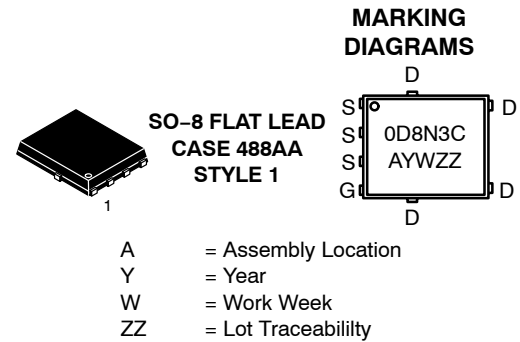 MARKING
DIAGRAMS
D
SO−8 FLAT LEAD
CASE 488AA
STYLE 1
1
S
S
S
G
0D8N3C
AYWZZ
D
D
D
A = Assembly Location
Y = Year
W = Work Week
ZZ = Lot Traceabililty